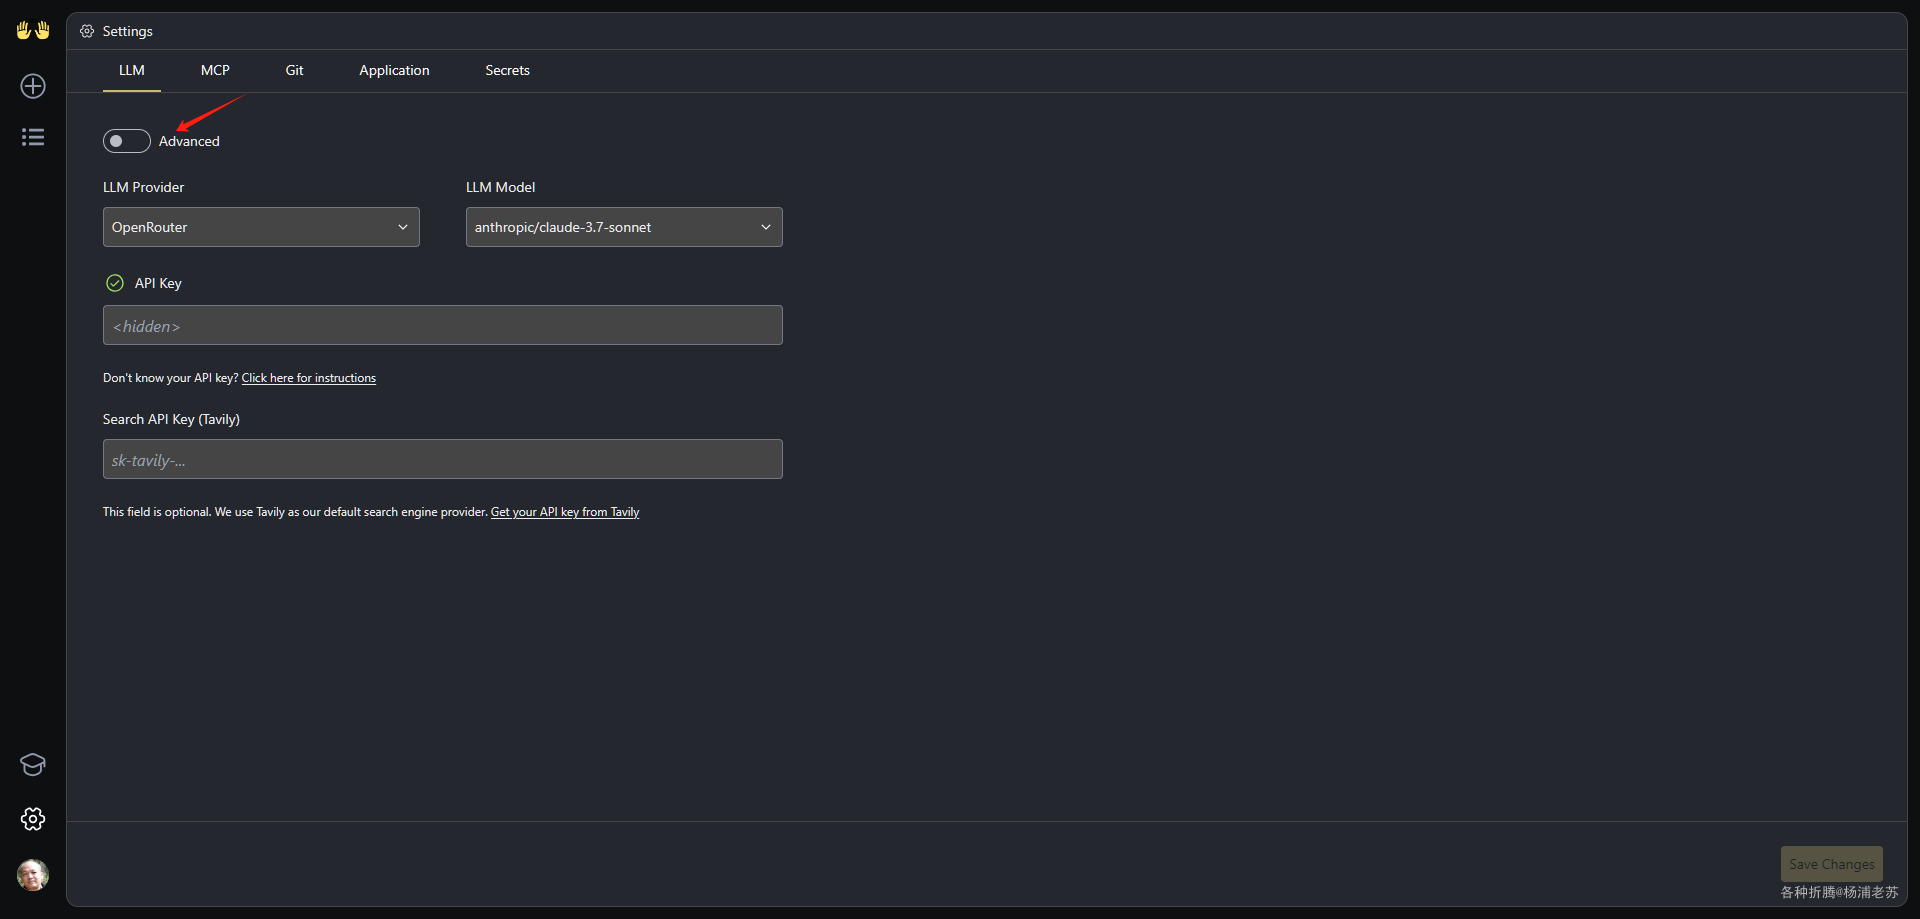 Settings
LLM
MCP
Git
Application
Secrets
Advanced
LLM Provider
LLM Model
OpenRouter
anthropic/claude-3.7-sonnet
API Key
<hidden>
Don't know your API key? Click here for instructions
Search API Key (Tavily)
sk-tavily-...
This field is optional. We use Tavily as our default search engine provider. Get your API key from Tavily
Save Changes
各种折腾@杨浦老苏